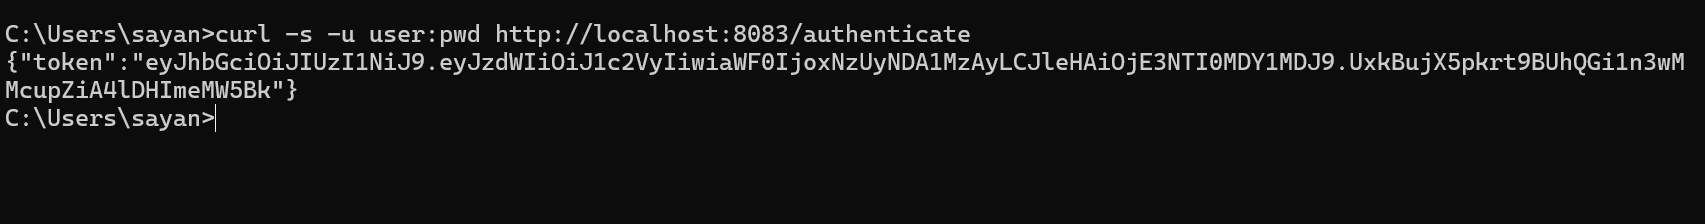 C:\Users\sayan>curl -s -u user:pwd http://localhost:8083/authenticate
{"token":"eyJhbGciOiJIUzI1NiJ9.eyJzdWIiOiJ1c2VyIiwiaWF0IjoxNzUyNDA1MzAyLCJleHAiOjE3NTI0MDY1MDJ9.UxkBujX5pkrt9BUhQGi1n3wM
McupZiA4lDHImeMW5Bk"}
C:\Users\sayan>